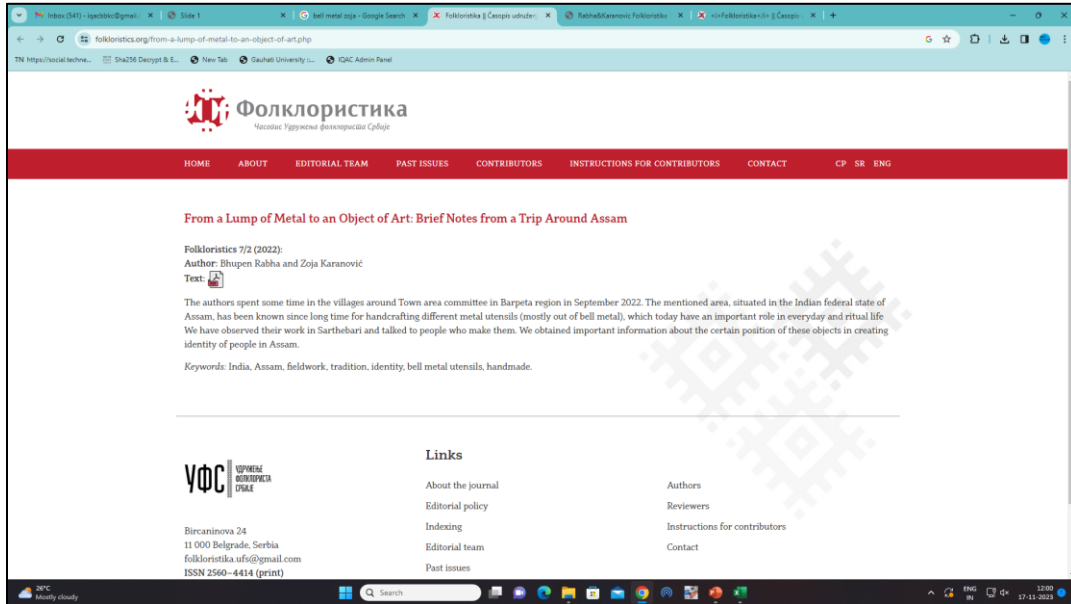 Inbox (541) - iqacbbkc@gmail.
Slide 1
bell metal zoja - Google Search
Folkloristika || Časopis udružen
Rabha&Karanovic Folkloristika
<i>Folkloristika</i> || Časopis
folkloristics.org/from-a-lump-of-metal-to-an-object-of-art.php
TN https://social.techne...
Sha256 Decrypt & E...
New Tab
Gauhati University ::...
IQAC Admin Panel
Фолклористика
Часопис Удружења фолклориста Србије
HOME ABOUT EDITORIAL TEAM PAST ISSUES CONTRIBUTORS INSTRUCTIONS FOR CONTRIBUTORS CONTACT СР SR ENG
From a Lump of Metal to an Object of Art: Brief Notes from a Trip Around Assam
Folkloristics 7/2 (2022):
Author: Bhupen Rabha and Zoja Karanović
Text:
The authors spent some time in the villages around Town area committee in Barpeta region in September 2022. The mentioned area, situated in the Indian federal state of
Assam, has been known since long time for handcrafting different metal utensils (mostly out of bell metal), which today have an important role in everyday and ritual life
We have observed their work in Sarthebari and talked to people who make them. We obtained important information about the certain position of these objects in creating
identity of people in Assam.
Keywords: India, Assam, fieldwork, tradition, identity, bell metal utensils, handmade.
УФС
УДРУЖЕЊЕ
ФОЛКЛОРИСТА
СРБИЈЕ
Bircaninova 24
11 000 Belgrade, Serbia
folkloristika.ufs@gmail.com
ISSN 2560–4414 (print)
Links
About the journal
Editorial policy
Indexing
Editorial team
Past issues
Authors
Reviewers
Instructions for contributors
Contact
26°C
Mostly cloudy
Search
ENG
IN
12:00
17-11-2023